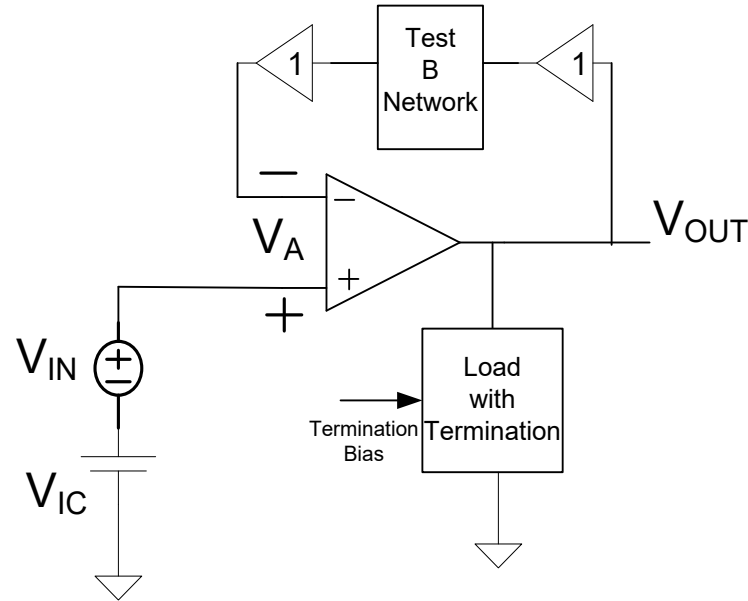 1
Test
B
Network
1
−
−
V_A
V_OUT
+
+
V_IN
+
−
Load
with
Termination
Termination
Bias
V_IC